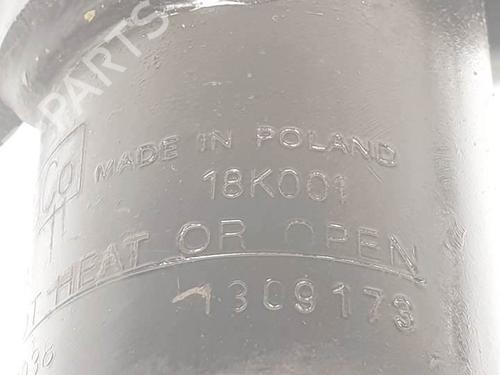 PARTS
MADE IN POLAND
18K001
HEAT OR OPEN
1309173